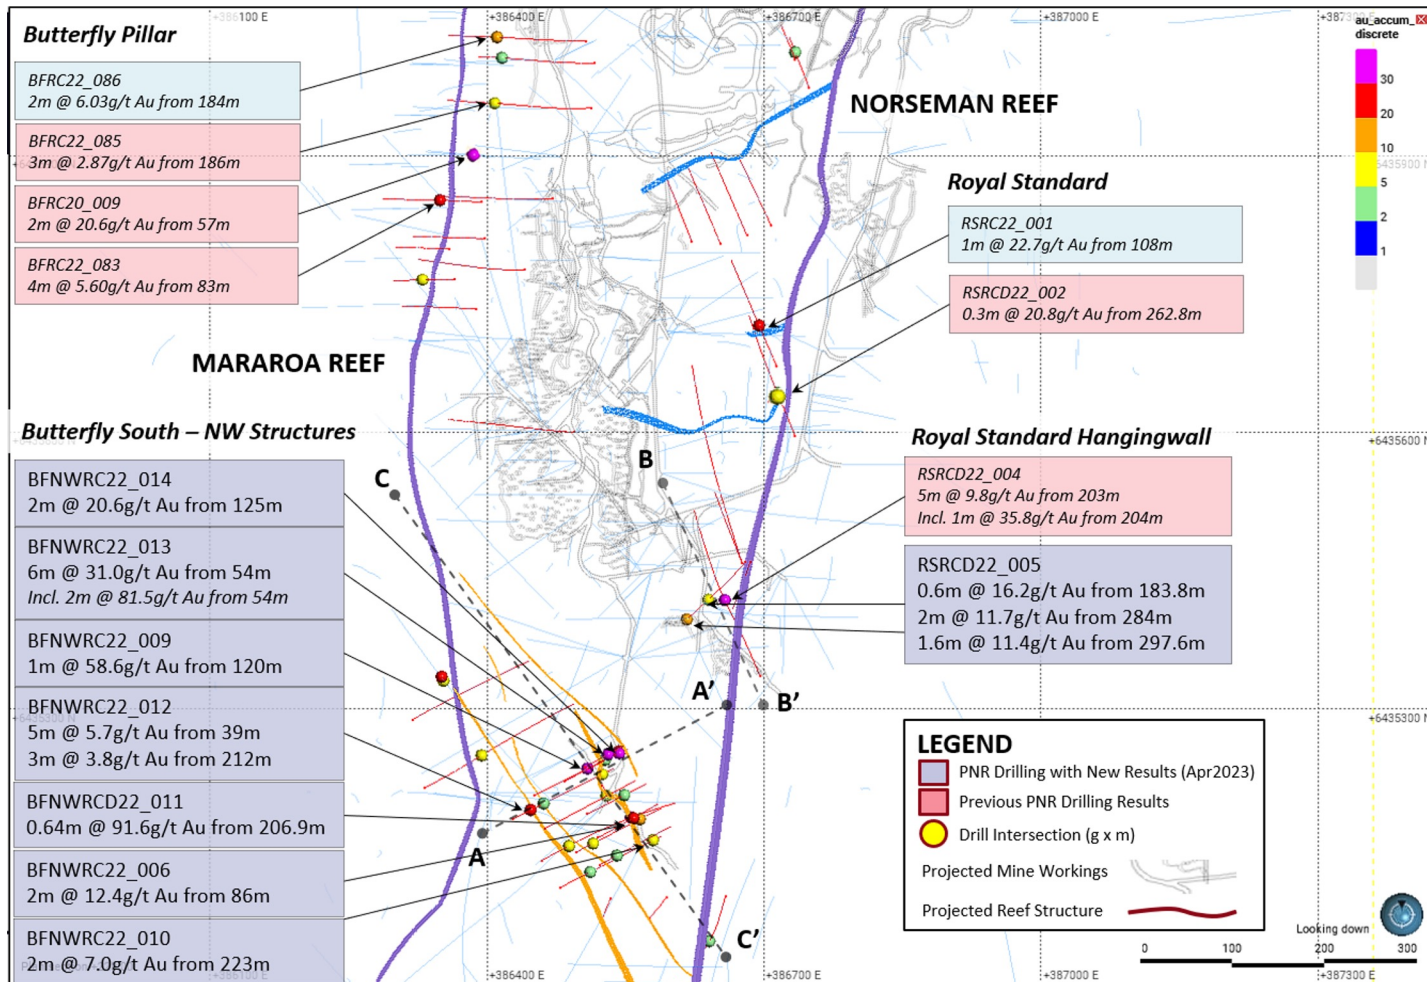 +386100 E
+386400 E
+386700 E
+387000 E
+387300 E
au_accum_
discrete
30
20
10
5
2
1
Butterfly Pillar
BFRC22_086
2m @ 6.03g/t Au from 184m
BFRC22_085
3m @ 2.87g/t Au from 186m
BFRC20_009
2m @ 20.6g/t Au from 57m
BFRC22_083
4m @ 5.60g/t Au from 83m
NORSEMAN REEF
+6435900 N
Royal Standard
RSRC22_001
1m @ 22.7g/t Au from 108m
RSRCD22_002
0.3m @ 20.8g/t Au from 262.8m
MARAROA REEF
+6435600 N
Butterfly South – NW Structures
BFNWRC22_014
2m @ 20.6g/t Au from 125m
BFNWRC22_013
6m @ 31.0g/t Au from 54m
Incl. 2m @ 81.5g/t Au from 54m
BFNWRC22_009
1m @ 58.6g/t Au from 120m
BFNWRC22_012
5m @ 5.7g/t Au from 39m
3m @ 3.8g/t Au from 212m
BFNWRCD22_011
0.64m @ 91.6g/t Au from 206.9m
BFNWRC22_006
2m @ 12.4g/t Au from 86m
BFNWRC22_010
2m @ 7.0g/t Au from 223m
Royal Standard Hangingwall
RSRCD22_004
5m @ 9.8g/t Au from 203m
Incl. 1m @ 35.8g/t Au from 204m
RSRCD22_005
0.6m @ 16.2g/t Au from 183.8m
2m @ 11.7g/t Au from 284m
1.6m @ 11.4g/t Au from 297.6m
C
B
A'
B'
A
C'
+6435300 N
+6435300 N
LEGEND
PNR Drilling with New Results (Apr2023)
Previous PNR Drilling Results
Drill Intersection (g x m)
Projected Mine Workings
Projected Reef Structure
Looking down
0 100 200 300
+386100 E
+386400 E
+386700 E
+387000 E
+387300 E